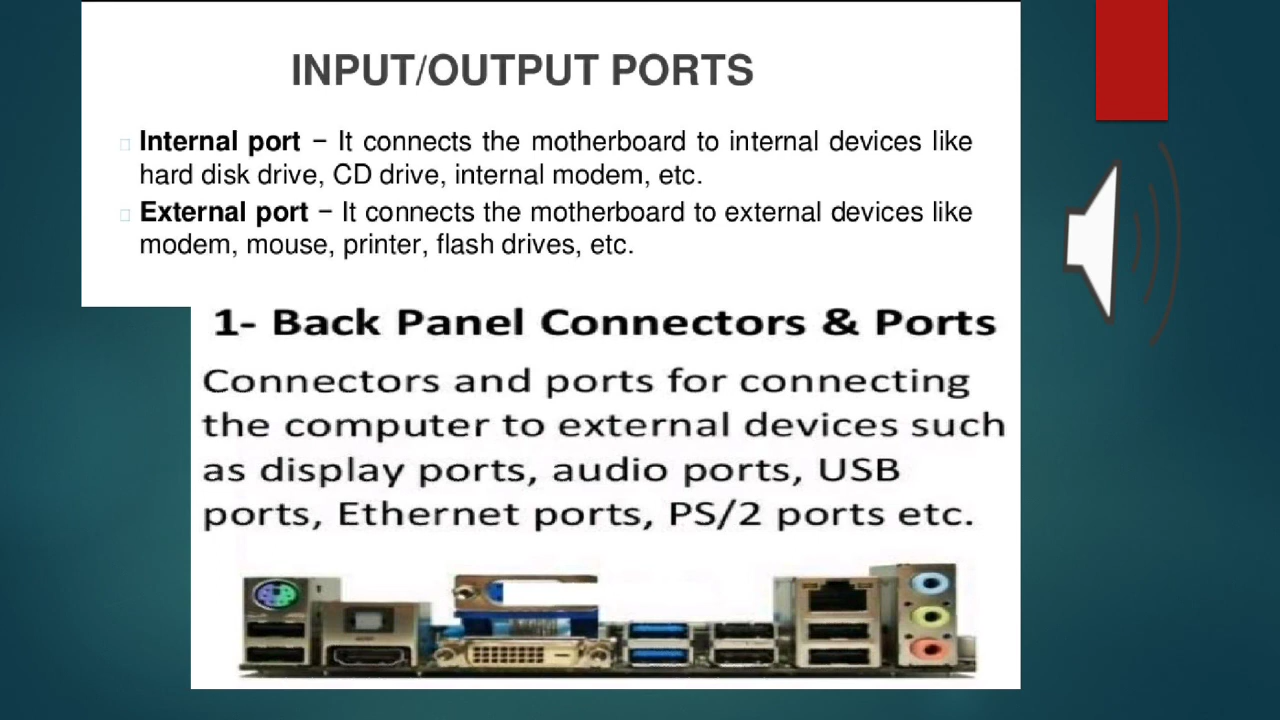 INPUT/OUTPUT PORTS
Internal port − It connects the motherboard to internal devices like
hard disk drive, CD drive, internal modem, etc.
External port − It connects the motherboard to external devices like
modem, mouse, printer, flash drives, etc.
1- Back Panel Connectors & Ports
Connectors and ports for connecting
the computer to external devices such
as display ports, audio ports, USB
ports, Ethernet ports, PS/2 ports etc.